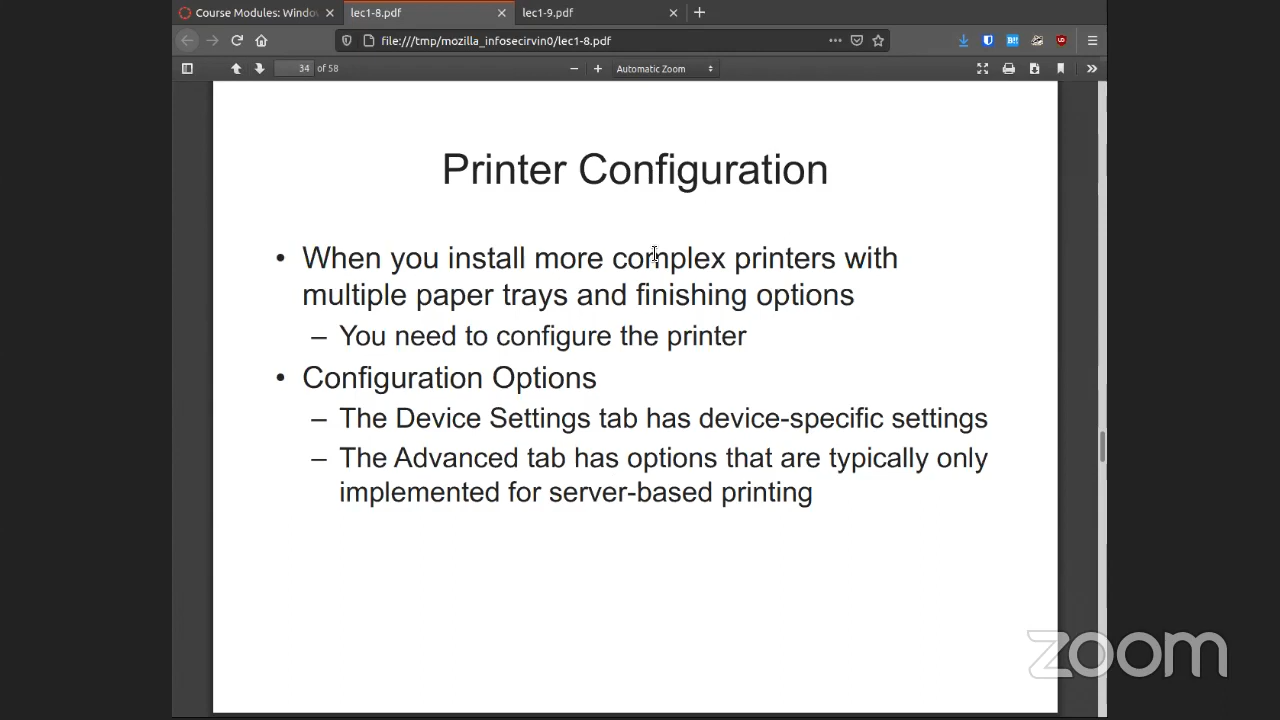 Course Modules: Windo
lec1-8.pdf
lec1-9.pdf
file:///tmp/mozilla_infosecirvin0/lec1-8.pdf
34 of 58
Automatic Zoom
Printer Configuration
• When you install more complex printers with
multiple paper trays and finishing options
– You need to configure the printer
• Configuration Options
– The Device Settings tab has device-specific settings
– The Advanced tab has options that are typically only
implemented for server-based printing
zoom